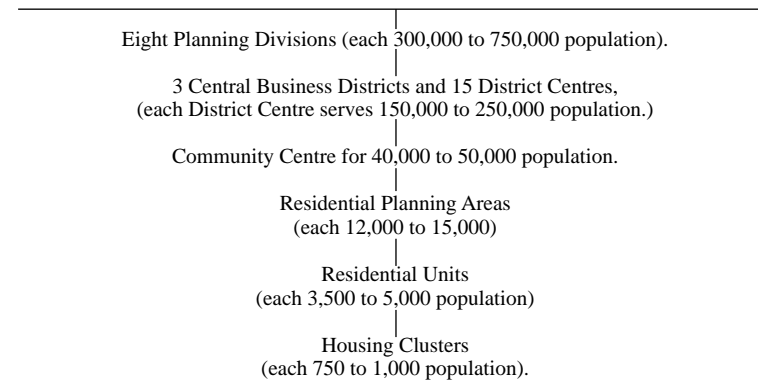 Eight Planning Divisions (each 300,000 to 750,000 population).
3 Central Business Districts and 15 District Centres,
(each District Centre serves 150,000 to 250,000 population.)
Community Centre for 40,000 to 50,000 population.
Residential Planning Areas
(each 12,000 to 15,000)
Residential Units
(each 3,500 to 5,000 population)
Housing Clusters
(each 750 to 1,000 population).